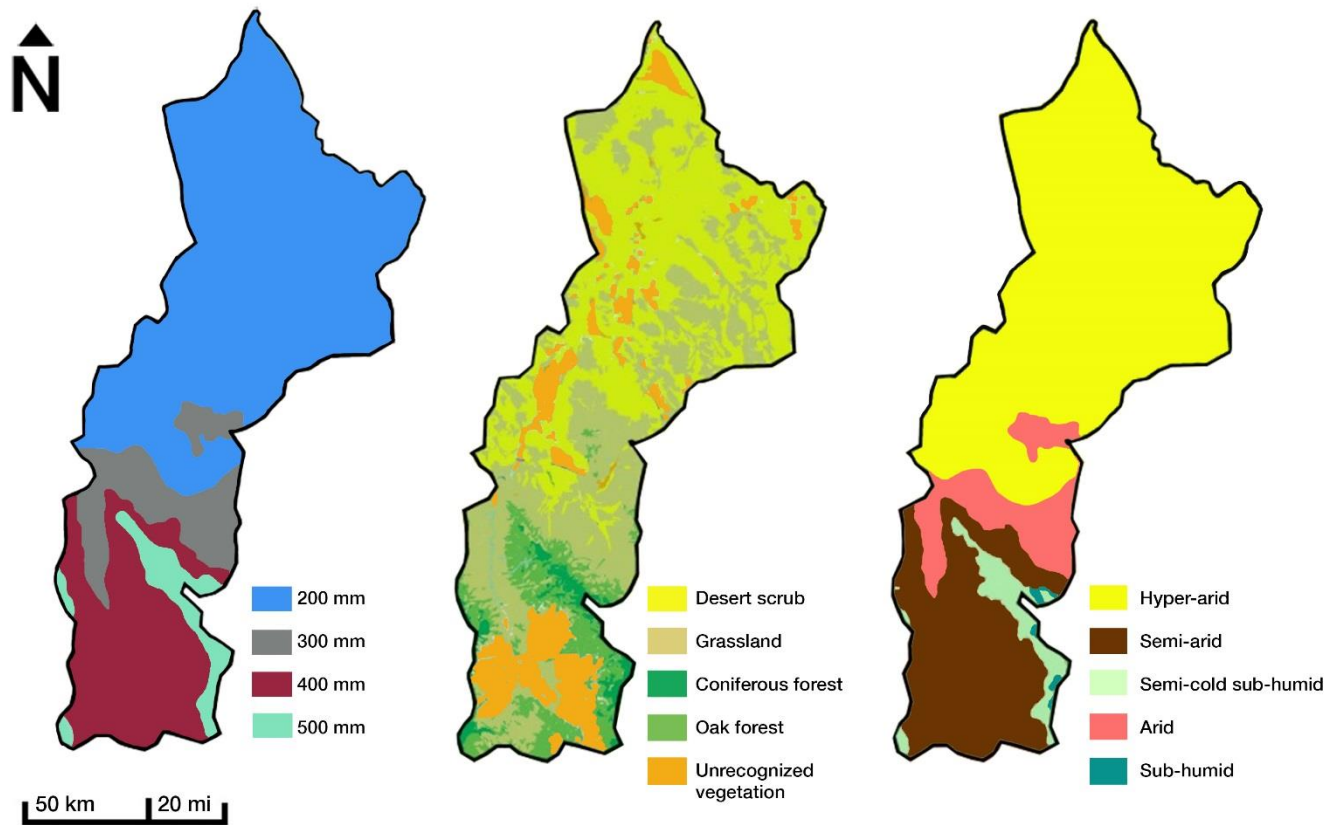 N
200 mm
300 mm
400 mm
500 mm
50 km
20 mi
Desert scrub
Grassland
Coniferous forest
Oak forest
Unrecognized
vegetation
Hyper-arid
Semi-arid
Semi-cold sub-humid
Arid
Sub-humid